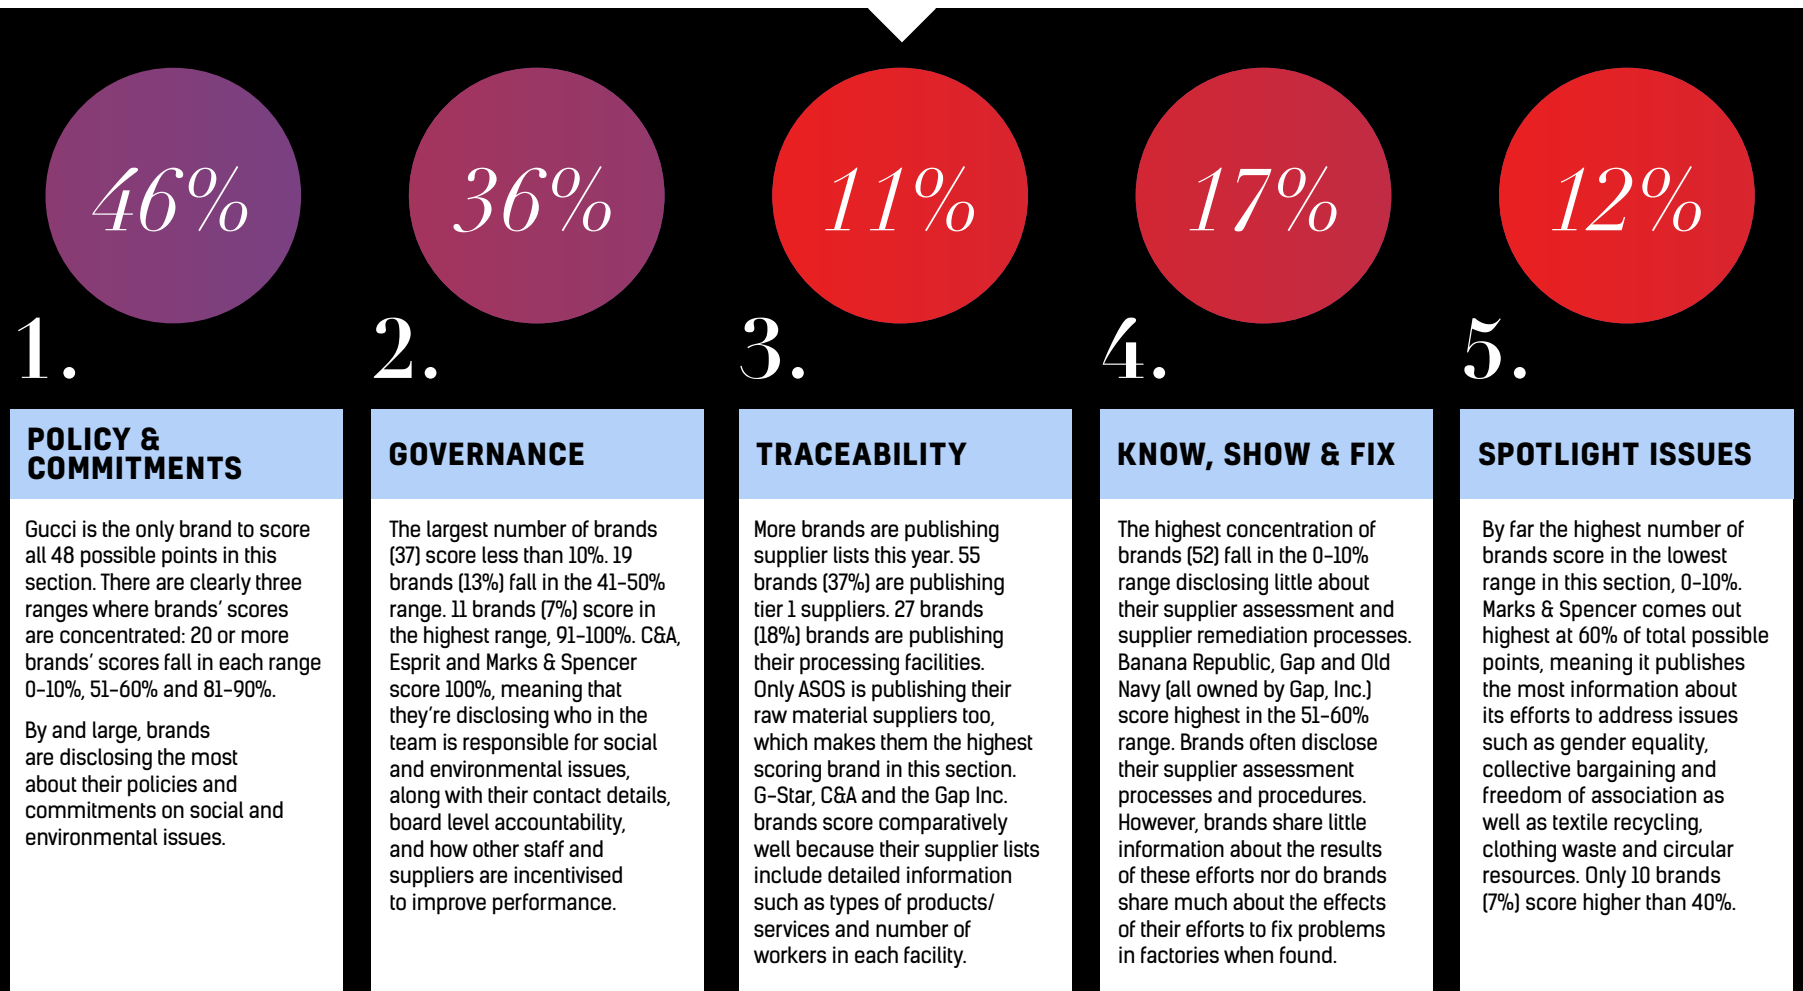 46%
36%
11%
17%
12%
1.
2.
3.
4.
5.
POLICY &
COMMITMENTS
Gucci is the only brand to score
all 48 possible points in this
section. There are clearly three
ranges where brands’ scores
are concentrated: 20 or more
brands’ scores fall in each range
0-10%, 51-60% and 81-90%.
By and large, brands
are disclosing the most
about their policies and
commitments on social and
environmental issues.
GOVERNANCE
The largest number of brands
(37) score less than 10%. 19
brands (13%) fall in the 41-50%
range. 11 brands (7%) score in
the highest range, 91-100%. C&A,
Esprit and Marks & Spencer
score 100%, meaning that
they’re disclosing who in the
team is responsible for social
and environmental issues,
along with their contact details,
board level accountability,
and how other staff and
suppliers are incentivised
to improve performance.
TRACEABILITY
More brands are publishing
supplier lists this year. 55
brands (37%) are publishing
tier 1 suppliers. 27 brands
(18%) brands are publishing
their processing facilities.
Only ASOS is publishing their
raw material suppliers too,
which makes them the highest
scoring brand in this section.
G-Star, C&A and the Gap Inc.
brands score comparatively
well because their supplier lists
include detailed information
such as types of products/
services and number of
workers in each facility.
KNOW, SHOW & FIX
The highest concentration of
brands (52) fall in the 0-10%
range disclosing little about
their supplier assessment and
supplier remediation processes.
Banana Republic, Gap and Old
Navy (all owned by Gap, Inc.)
score highest in the 51-60%
range. Brands often disclose
their supplier assessment
processes and procedures.
However, brands share little
information about the results
of these efforts nor do brands
share much about the effects
of their efforts to fix problems
in factories when found.
SPOTLIGHT ISSUES
By far the highest number of
brands score in the lowest
range in this section, 0-10%.
Marks & Spencer comes out
highest at 60% of total possible
points, meaning it publishes
the most information about
its efforts to address issues
such as gender equality,
collective bargaining and
freedom of association as
well as textile recycling,
clothing waste and circular
resources. Only 10 brands
(7%) score higher than 40%.